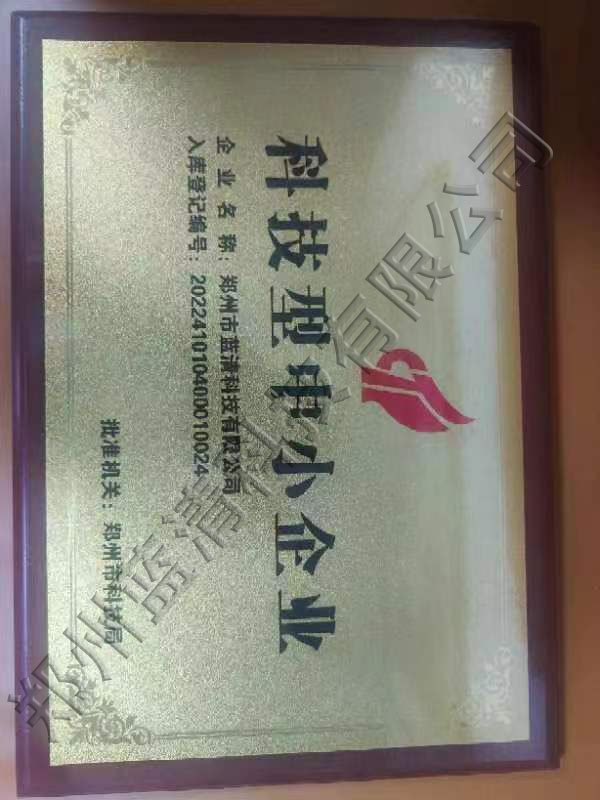 科技型中小企业
企业名称：郑州市蓝清科技有限公司
入库登记编号：202241010400010024
批准机关：郑州市科技局
郑州蓝清科技有限公司